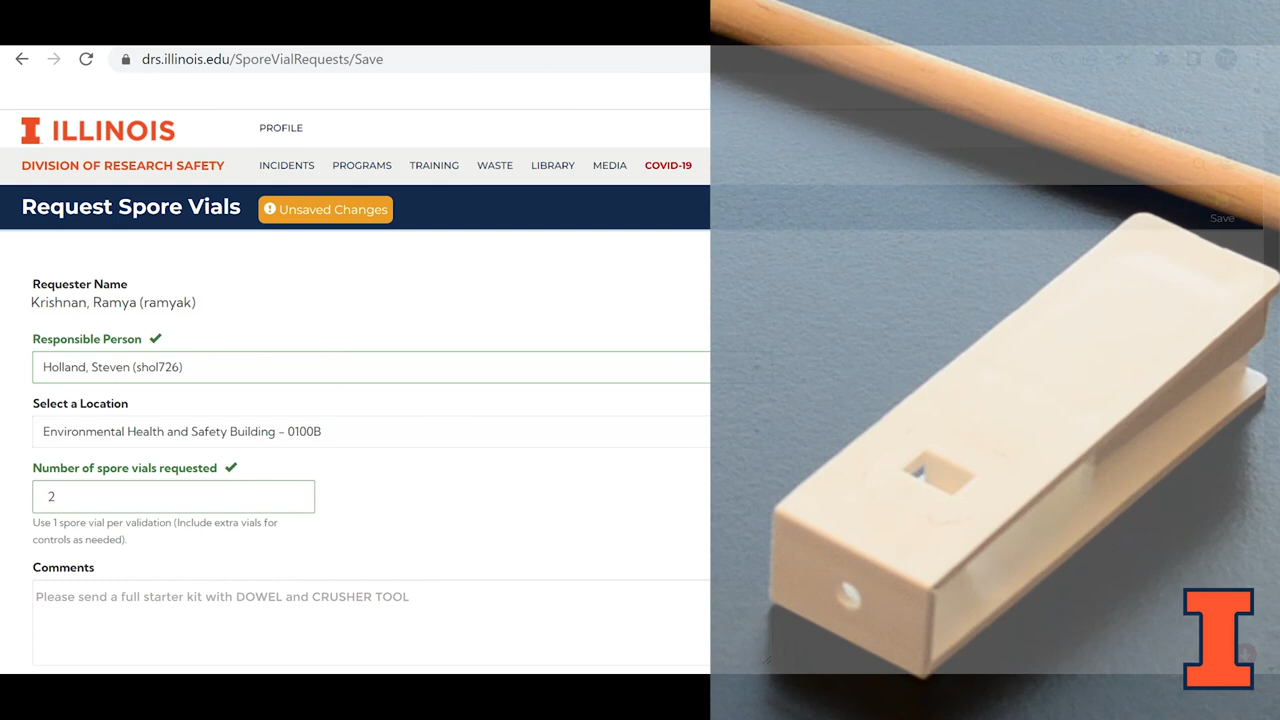 drs.illinois.edu/SporeVialRequests/Save
ILLINOIS
PROFILE
DIVISION OF RESEARCH SAFETY
INCIDENTS PROGRAMS TRAINING WASTE LIBRARY MEDIA COVID-19
Request Spore Vials
Unsaved Changes
Save
Requester Name
Krishnan, Ramya (ramyak)
Responsible Person
Holland, Steven (shol726)
Select a Location
Environmental Health and Safety Building - 0100B
Number of spore vials requested
2
Use 1 spore vial per validation (Include extra vials for
controls as needed).
Comments
Please send a full starter kit with DOWEL and CRUSHER TOOL